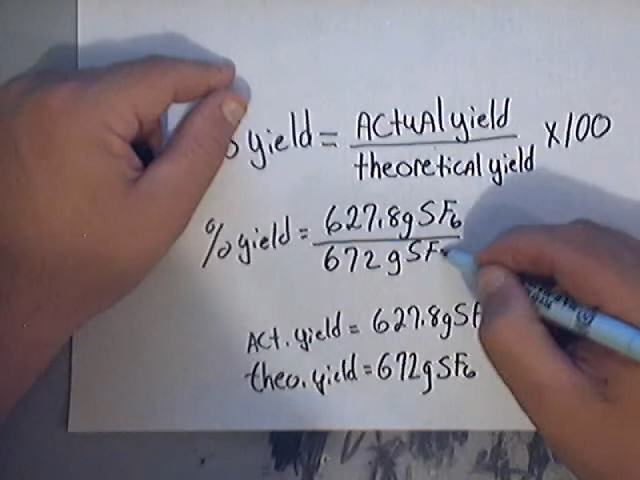 yield = Actual yield / theoretical yield x100
% yield = 627.8g SF6 / 672 g SF
Act. yield = 627.8g SF
theo. yield = 672g SF6